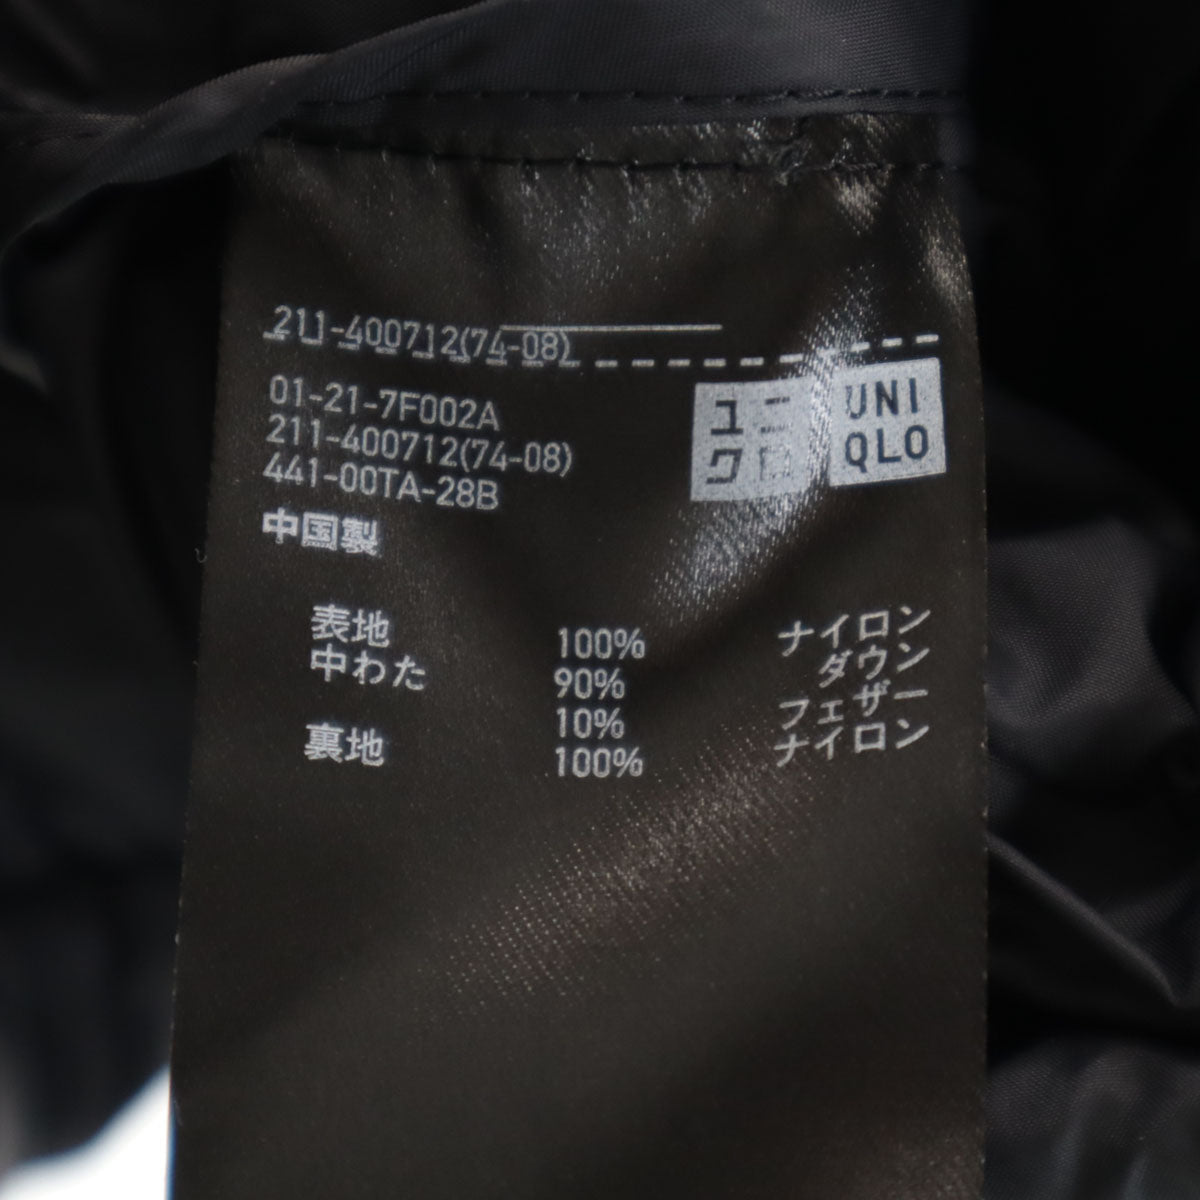 211-400712(74-08)
01-21-7F002A
211-400712(74-08)
441-00TA-28B
中国製
ユニ
クロ
UNI
QLO
表地 100% ナイロン
中わた 90% ダウン
10% フェザー
裏地 100% ナイロン